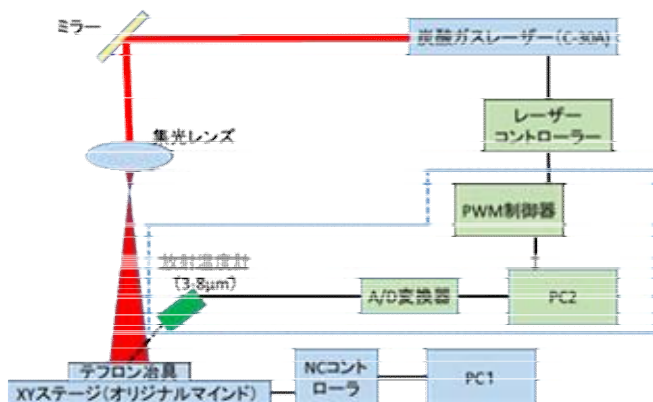 ミラー
炭酸ガスレーザー(C-30A)
レーザー
コントローラー
集光レンズ
PWM制御器
放射温度計
(3-8μm)
A/D変換器
PC2
テフロン冶具
XYステージ(オリジナルマインド)
NCコント
ローラ
PC1